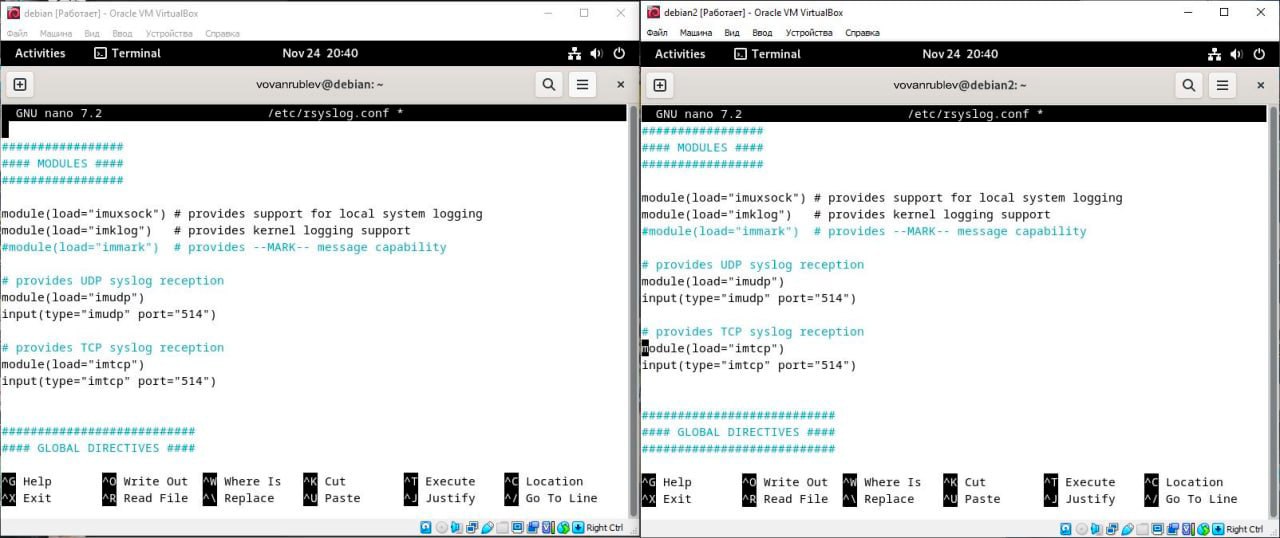 debian [Работает] - Oracle VM VirtualBox
Файл Машина Вид Ввод Устройства Справка
Activities Terminal Nov 24 20:40
vovanrublev@debian: ~
GNU nano 7.2 /etc/rsyslog.conf *
#################
#### MODULES ####
#################
module(load="imuxsock") # provides support for local system logging
module(load="imklog") # provides kernel logging support
#module(load="immark") # provides --MARK-- message capability
# provides UDP syslog reception
module(load="imudp")
input(type="imudp" port="514")
# provides TCP syslog reception
module(load="imtcp")
input(type="imtcp" port="514")
###########################
#### GLOBAL DIRECTIVES ####
^G Help ^O Write Out ^W Where Is ^K Cut ^T Execute ^C Location
^X Exit ^R Read File ^\ Replace ^U Paste ^J Justify ^/ Go To Line
Right Ctrl
debian2 [Работает] - Oracle VM VirtualBox
Файл Машина Вид Ввод Устройства Справка
Activities Terminal Nov 24 20:40
vovanrublev@debian2: ~
GNU nano 7.2 /etc/rsyslog.conf *
#################
#### MODULES ####
#################
module(load="imuxsock") # provides support for local system logging
module(load="imklog") # provides kernel logging support
#module(load="immark") # provides --MARK-- message capability
# provides UDP syslog reception
module(load="imudp")
input(type="imudp" port="514")
# provides TCP syslog reception
module(load="imtcp")
input(type="imtcp" port="514")
###########################
#### GLOBAL DIRECTIVES ####
###########################
^G Help ^O Write Out ^W Where Is ^K Cut ^T Execute ^C Location
^X Exit ^R Read File ^\ Replace ^U Paste ^J Justify ^/ Go To Line
Right Ctrl